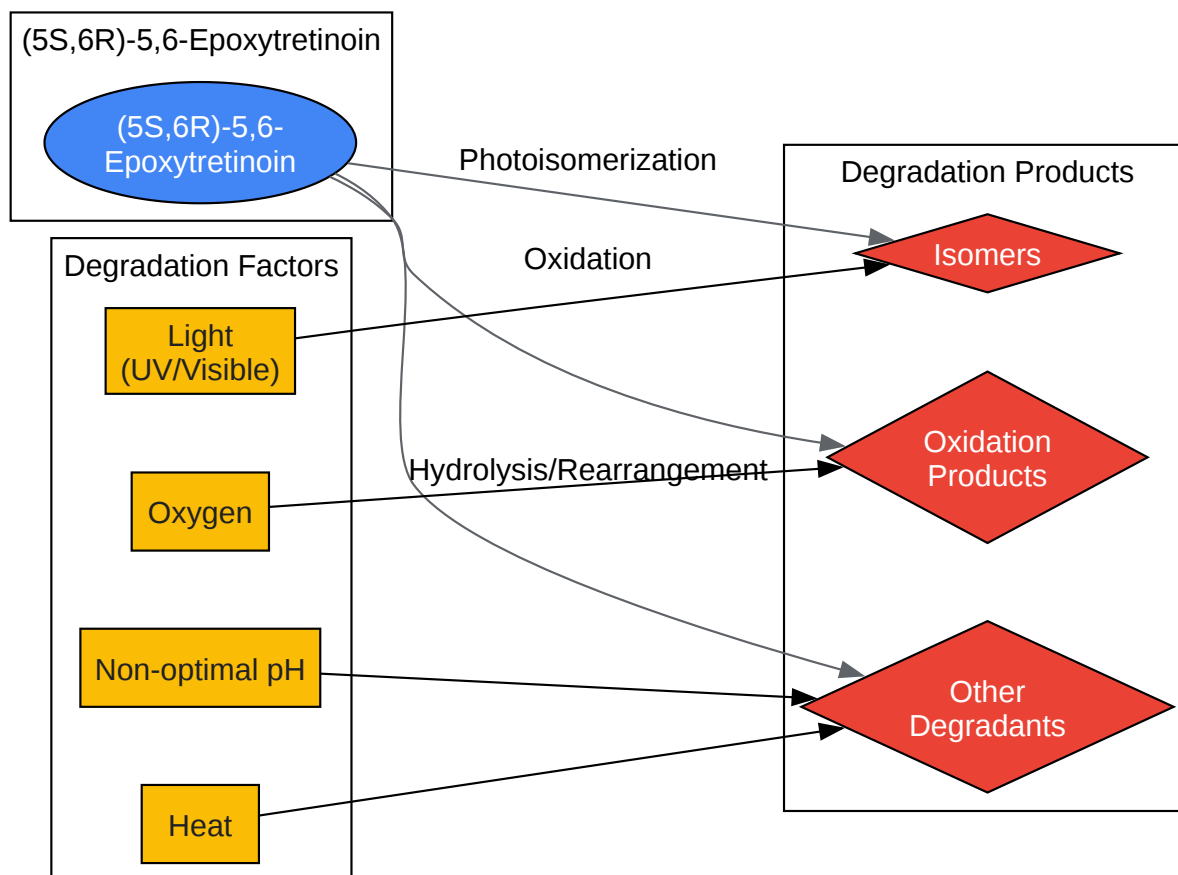 (5S,6R)-5,6-Epoxytretinoin
(5S,6R)-5,6-
Epoxytretinoin
Photoisomerization
Oxidation
Hydrolysis/Rearrangement
Degradation Factors
Light
(UV/Visible)
Oxygen
Non-optimal pH
Heat
Degradation Products
Isomers
Oxidation
Products
Other
Degradants